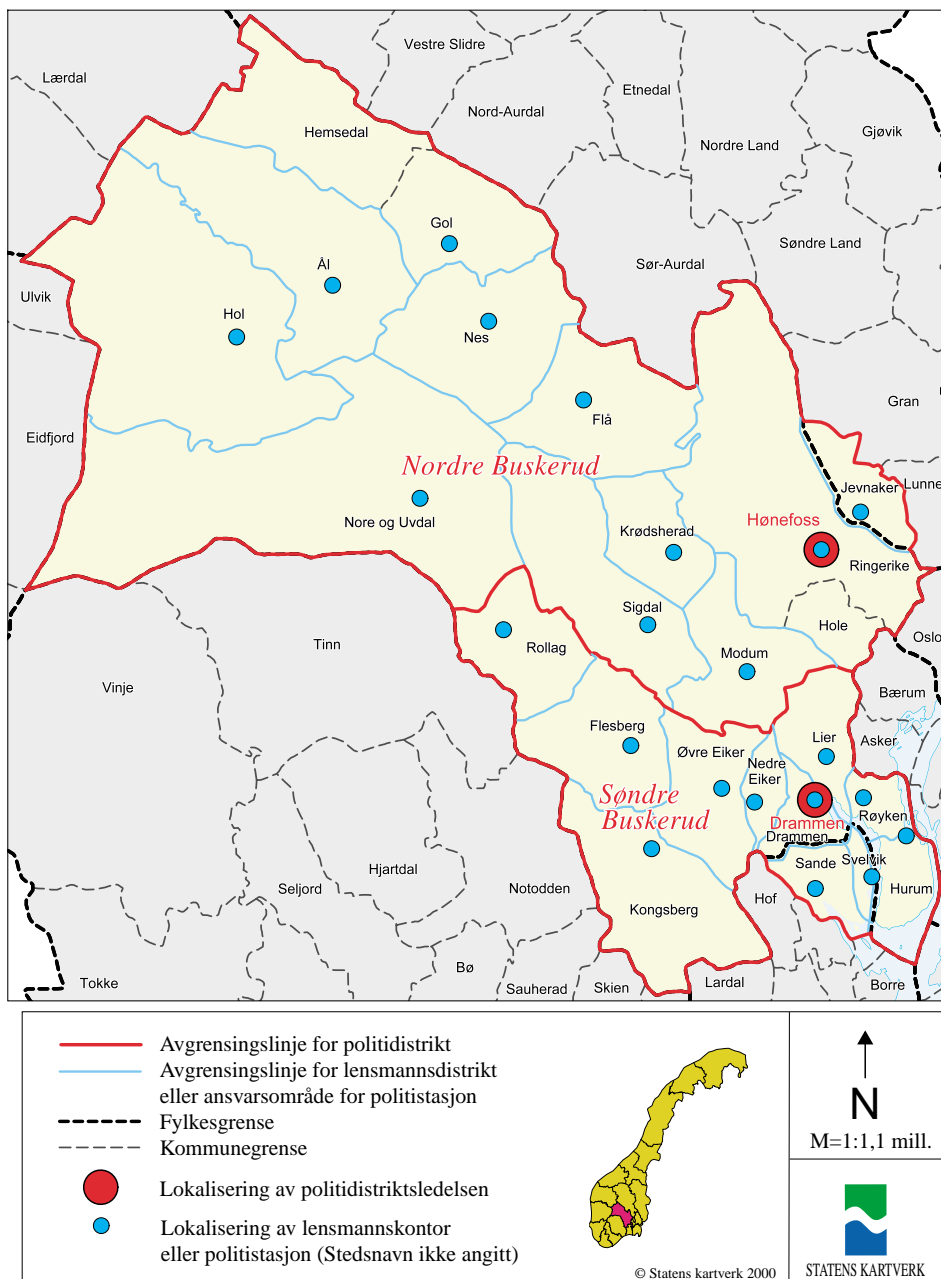 Vestre Slidre
Lærdal
Etnedal
Nord-Aurdal
Gjøvik
Hemsedal
Nordre Land
Gol
Søndre Land
Ål
Sør-Aurdal
Ulvik
Hol
Nes
Gran
Flå
Eidfjord
Nordre Buskerud
Jevnaker
Lunner
Nore og Uvdal
Hønefoss
Krødsherad
Ringerike
Sigdal
Hole
Oslo
Tinn
Rollag
Modum
Vinje
Bærum
Flesberg
Lier
Asker
Øvre Eiker
Nedre
Eiker
Søndre
Buskerud
Røyken
Drammen
Drammen
Sande
Svelvik
Hjartdal
Seljord
Notodden
Hof
Hurum
Kongsberg
Bø
Tokke
Sauherad
Skien
Lardal
Borre
Avgrensingslinje for politidistrikt
Avgrensingslinje for lensmannsdistrikt
eller ansvarsområde for politistasjon
Fylkesgrense
Kommunegrense
Lokalisering av politidistriktsledelsen
Lokalisering av lensmannskontor
eller politistasjon (Stedsnavn ikke angitt)
© Statens kartverk 2000
N
M=1:1,1 mill.
STATENS KARTVERK